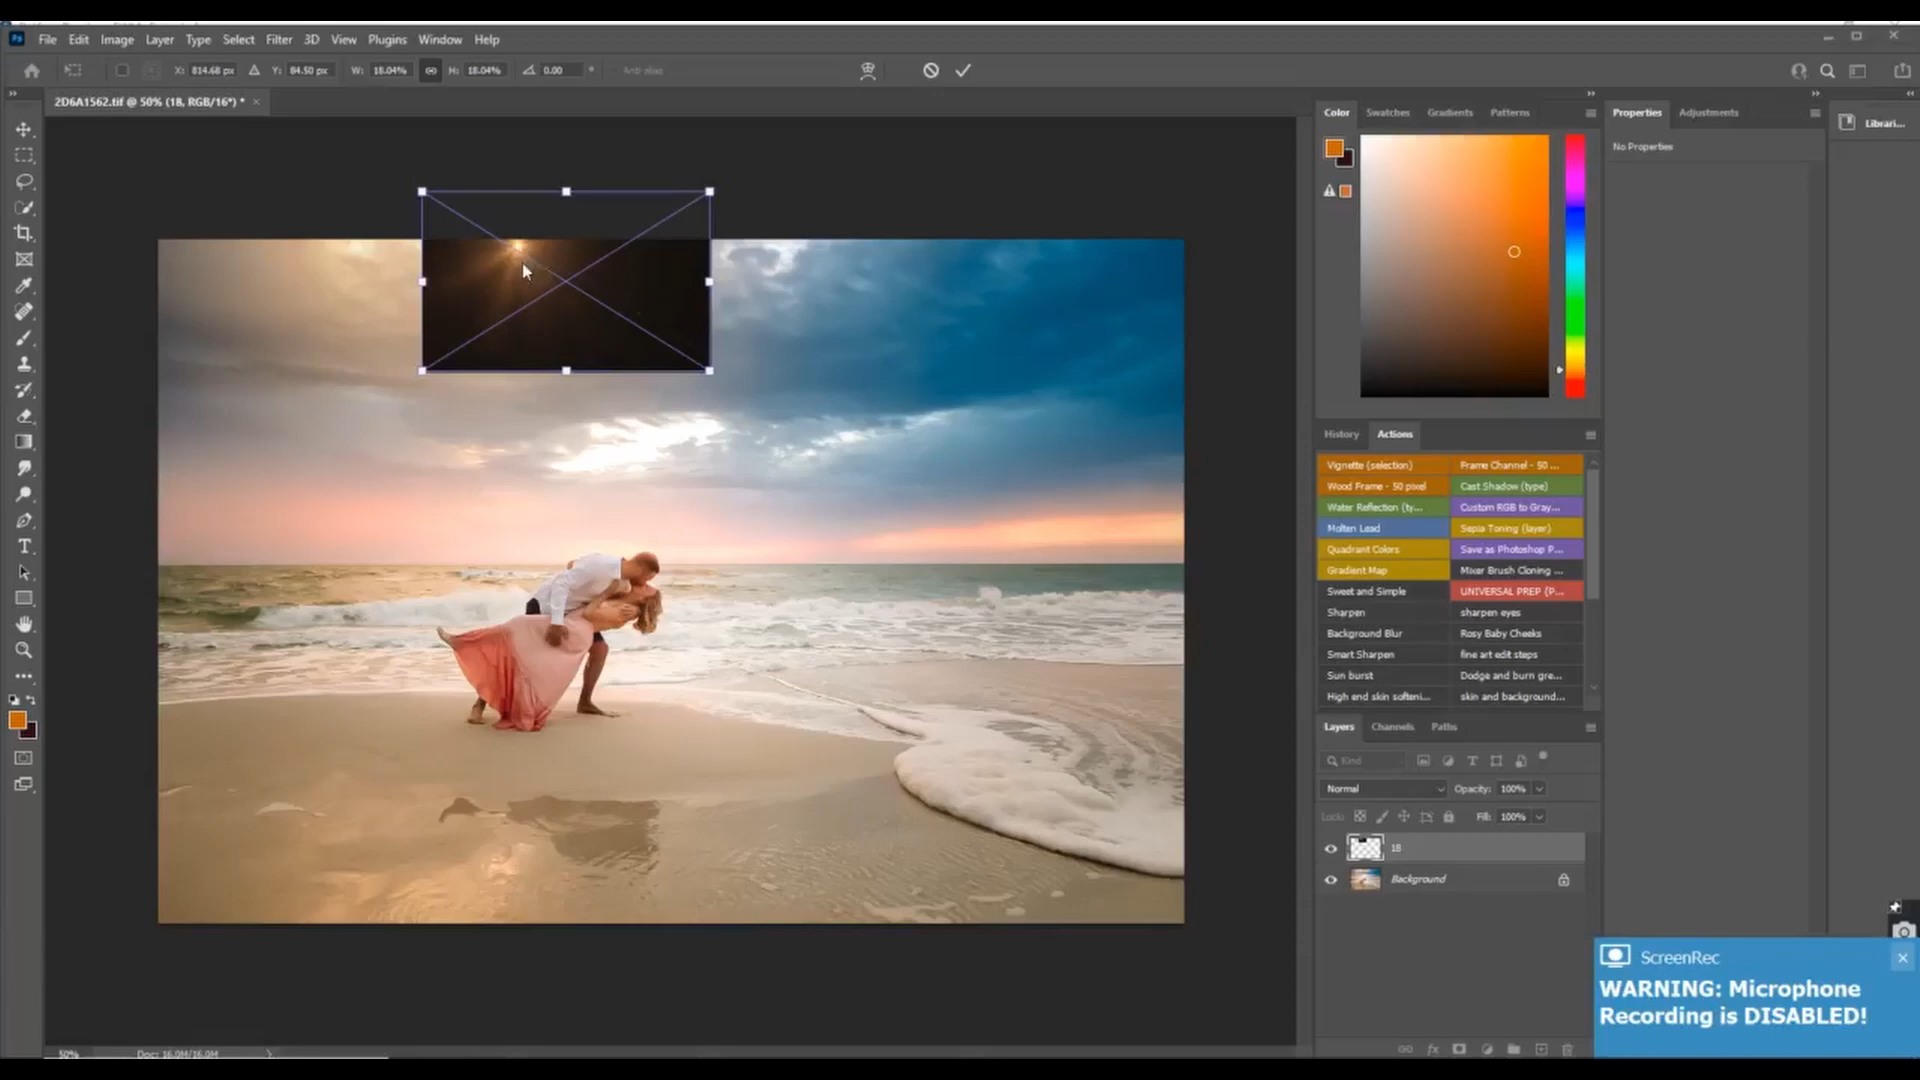 Ps File Edit Image Layer Type Select Filter 3D View Plugins Window Help
X: 814.68 px Y: 84.50 px W: 18.04% H: 18.04% 0.00 ° Anti-alias
2D6A1562.tif @ 50% (18, RGB/16*) * ×
Color Swatches Gradients Patterns
Properties Adjustments
Librari...
No Properties
History Actions
Vignette (selection) Frame Channel - 50 ...
Wood Frame - 50 pixel Cast Shadow (type)
Water Reflection (ty... Custom RGB to Gray...
Molten Lead Sepia Toning (layer)
Quadrant Colors Save as Photoshop P...
Gradient Map Mixer Brush Cloning ...
Sweet and Simple UNIVERSAL PREP (P...
Sharpen sharpen eyes
Background Blur Rosy Baby Cheeks
Smart Sharpen fine art edit steps
Sun burst Dodge and burn gre...
High end skin softeni... skin and background...
Layers Channels Paths
Kind
Normal Opacity: 100%
Lock: Fill: 100%
18
Background
fx
ScreenRec
WARNING: Microphone
Recording is DISABLED!
50% Doc: 16.0M/16.0M